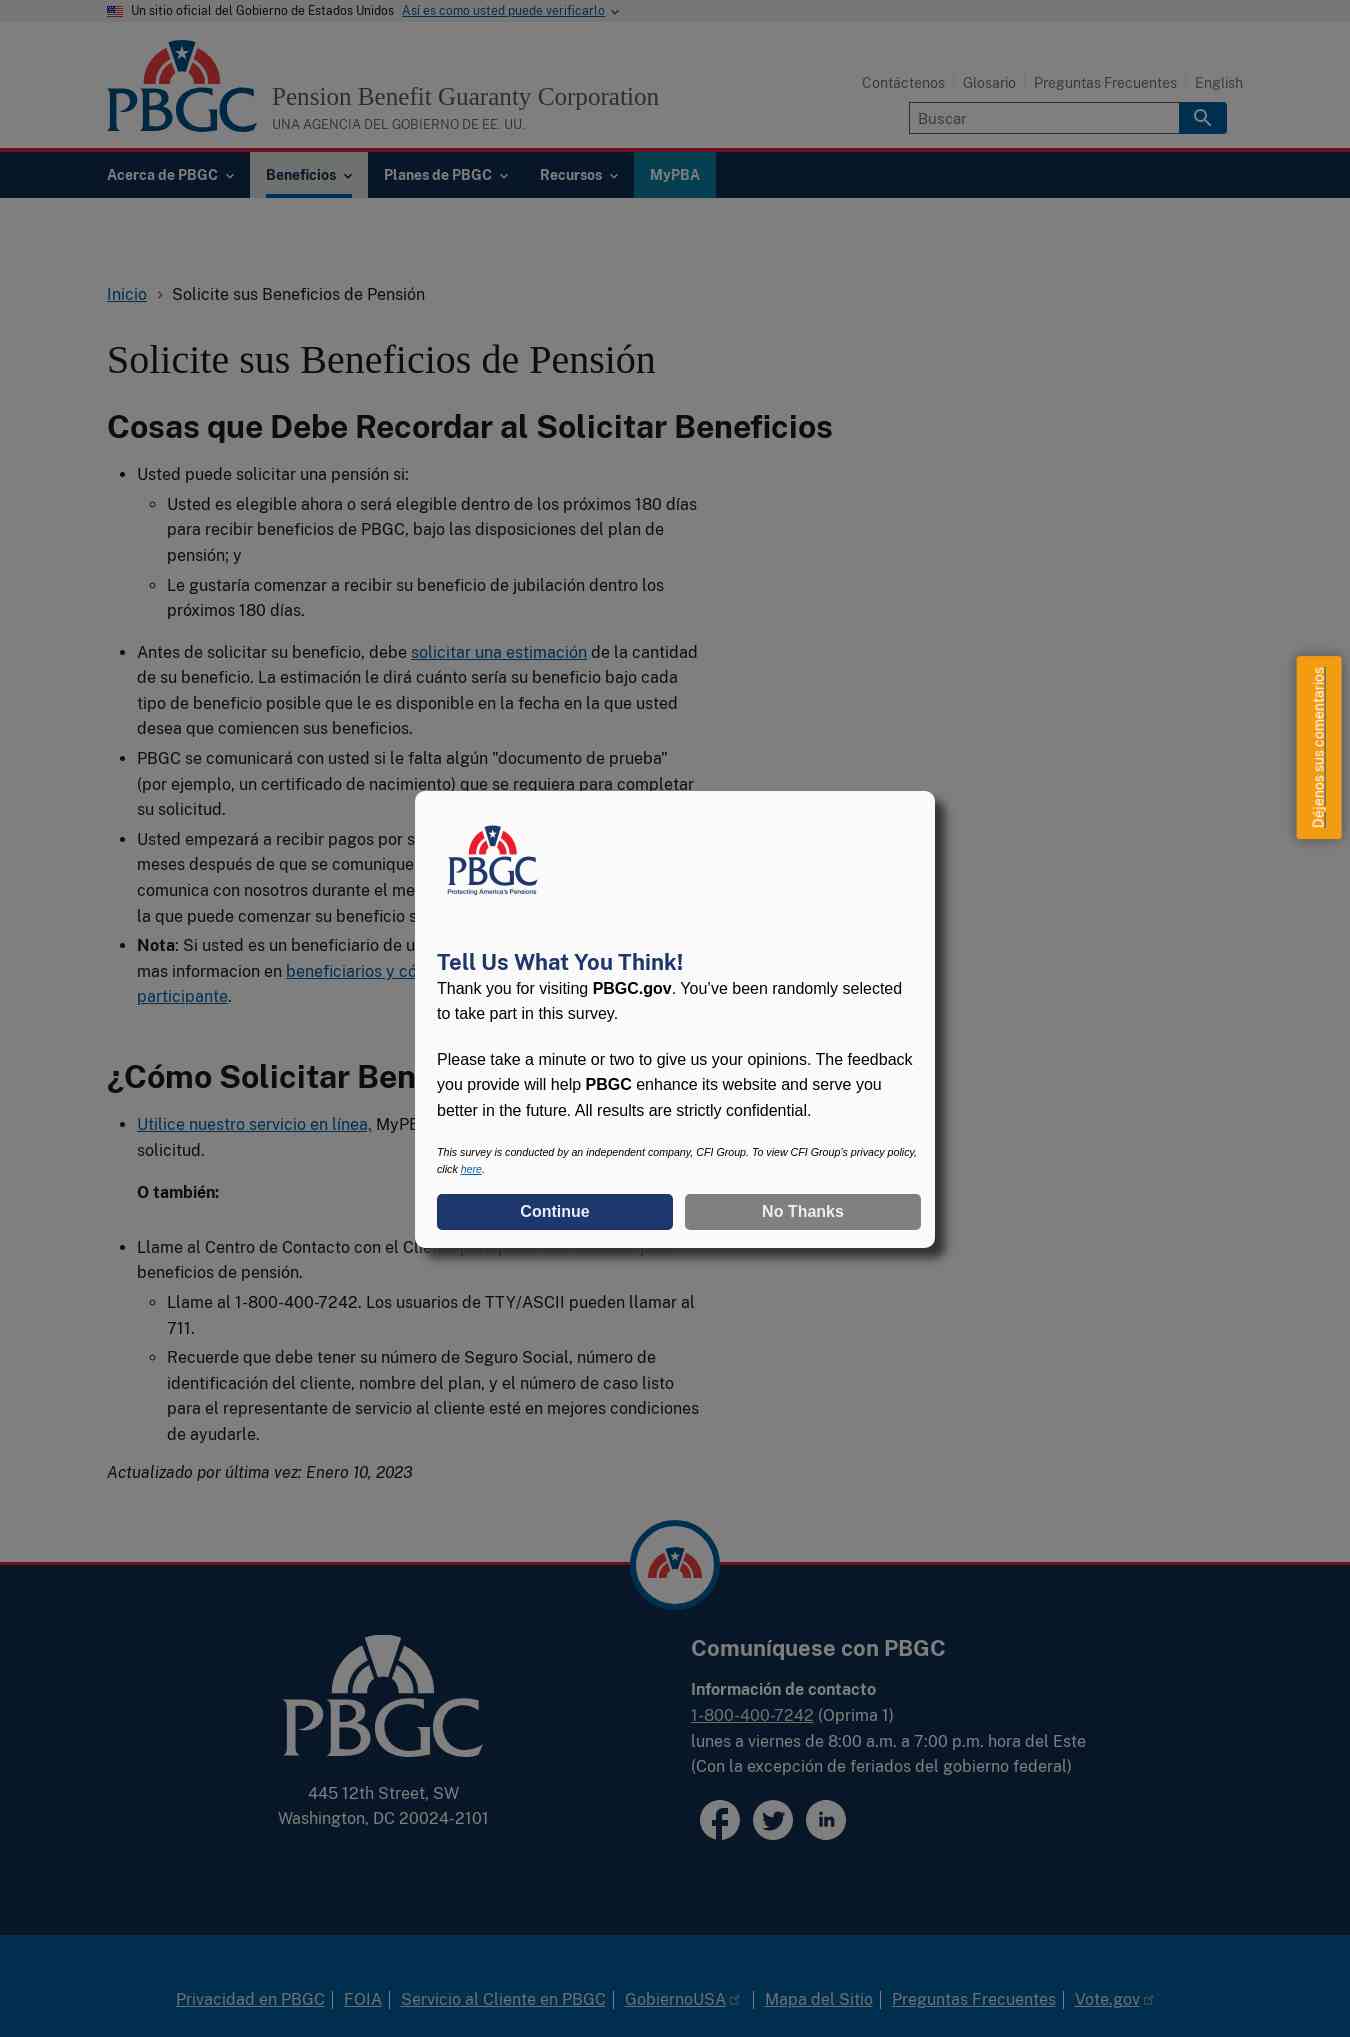 Un sitio oficial del Gobierno de Estados Unidos Así es como usted puede verificarlo
PBGC
Pension Benefit Guaranty Corporation
UNA AGENCIA DEL GOBIERNO DE EE. UU.
Contáctenos Glosario Preguntas Frecuentes English
Buscar
Acerca de PBGC Beneficios Planes de PBGC Recursos MyPBA
Inicio Solicite sus Beneficios de Pensión
Solicite sus Beneficios de Pensión
Cosas que Debe Recordar al Solicitar Beneficios
Usted puede solicitar una pensión si:
Usted es elegible ahora o será elegible dentro de los próximos 180 días
para recibir beneficios de PBGC, bajo las disposiciones del plan de
pensión; y
Le gustaría comenzar a recibir su beneficio de jubilación dentro los
próximos 180 días.
Antes de solicitar su beneficio, debe solicitar una estimación de la cantidad
de su beneficio. La estimación le dirá cuánto sería su beneficio bajo cada
tipo de beneficio posible que le es disponible en la fecha en la que usted
desea que comiencen sus beneficios.
PBGC se comunicará con usted si le falta algún "documento de prueba"
(por ejemplo, un certificado de nacimiento) que se requiera para completar
su solicitud.
Usted empezará a recibir pagos por
meses después de que se comunique
comunica con nosotros durante el
la que puede comenzar su beneficio
Nota: Si usted es un beneficiario de
mas informacion en beneficiarios y
participante.
¿Cómo Solicitar
Utilice nuestro servicio en línea,
solicitud.
O también:
Llame al Centro de Contacto con el
beneficios de pensión.
Llame al 1-800-400-7242. Los usuarios de TTY/ASCII pueden llamar al
711.
Recuerde que debe tener su número de Seguro Social, número de
identificación del cliente, nombre del plan, y el número de caso listo
para el representante de servicio al cliente esté en mejores condiciones
de ayudarle.
Actualizado por última vez: Enero 10, 2023
Déjenos sus comentarios
PBGC
Protecting America's Pensions
Tell Us What You Think!
Thank you for visiting PBGC.gov. You've been randomly selected
to take part in this survey.
Please take a minute or two to give us your opinions. The feedback
you provide will help PBGC enhance its website and serve you
better in the future. All results are strictly confidential.
This survey is conducted by an independent company, CFI Group. To view CFI Group's privacy policy,
click here.
Continue No Thanks
PBGC
445 12th Street, SW
Washington, DC 20024-2101
Comuníquese con PBGC
Información de contacto
1-800-400-7242 (Oprima 1)
lunes a viernes de 8:00 a.m. a 7:00 p.m. hora del Este
(Con la excepción de feriados del gobierno federal)
Privacidad en PBGC FOIA Servicio al Cliente en PBGC GobiernoUSA Mapa del Sitio Preguntas Frecuentes Vote.gov